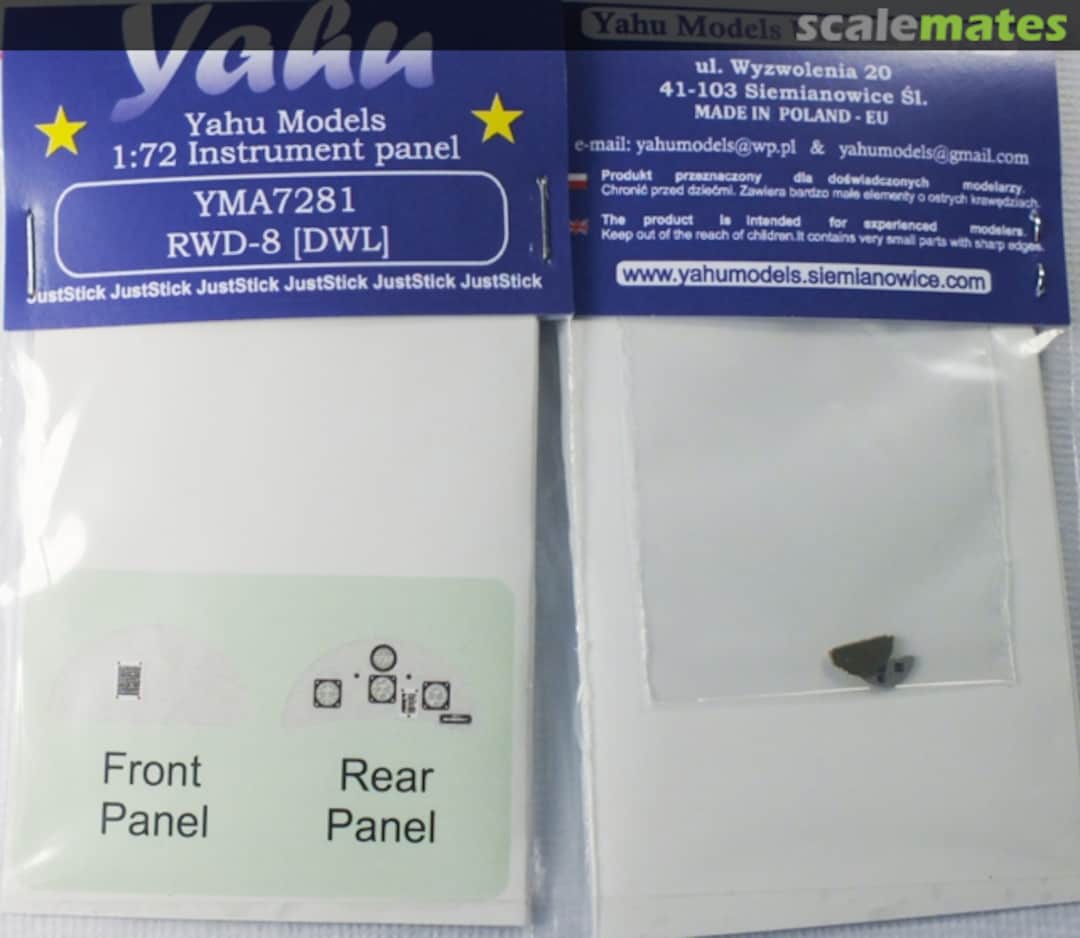 scalemates
Yahu
Yahu Models
1:72 Instrument panel
YMA7281
RWD-8 [DWL]
JustStick JustStick JustStick JustStick JustStick JustStick
Front
Panel
Rear
Panel
Yahu Models
ul. Wyzwolenia 20
41-103 Siemianowice Śl.
MADE IN POLAND - EU
e-mail: yahumodels@wp.pl & yahumodels@gmail.com
Produkt przeznaczony dla doświadczonych modelarzy.
Chronić przed dziećmi. Zawiera bardzo małe elementy o ostrych krawędziach.
The product is intended for experienced modelers.
Keep out of the reach of children.It contains very small parts with sharp edges.
www.yahumodels.siemianowice.com